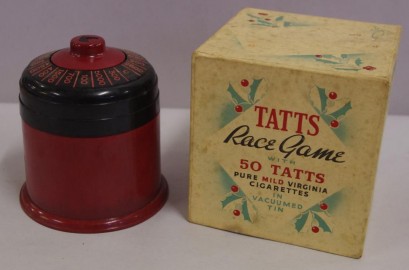 TATTS
Race Game
WITH
50 TATTS
PURE MILD VIRGINIA
CIGARETTES
IN
VACUUMED
TIN